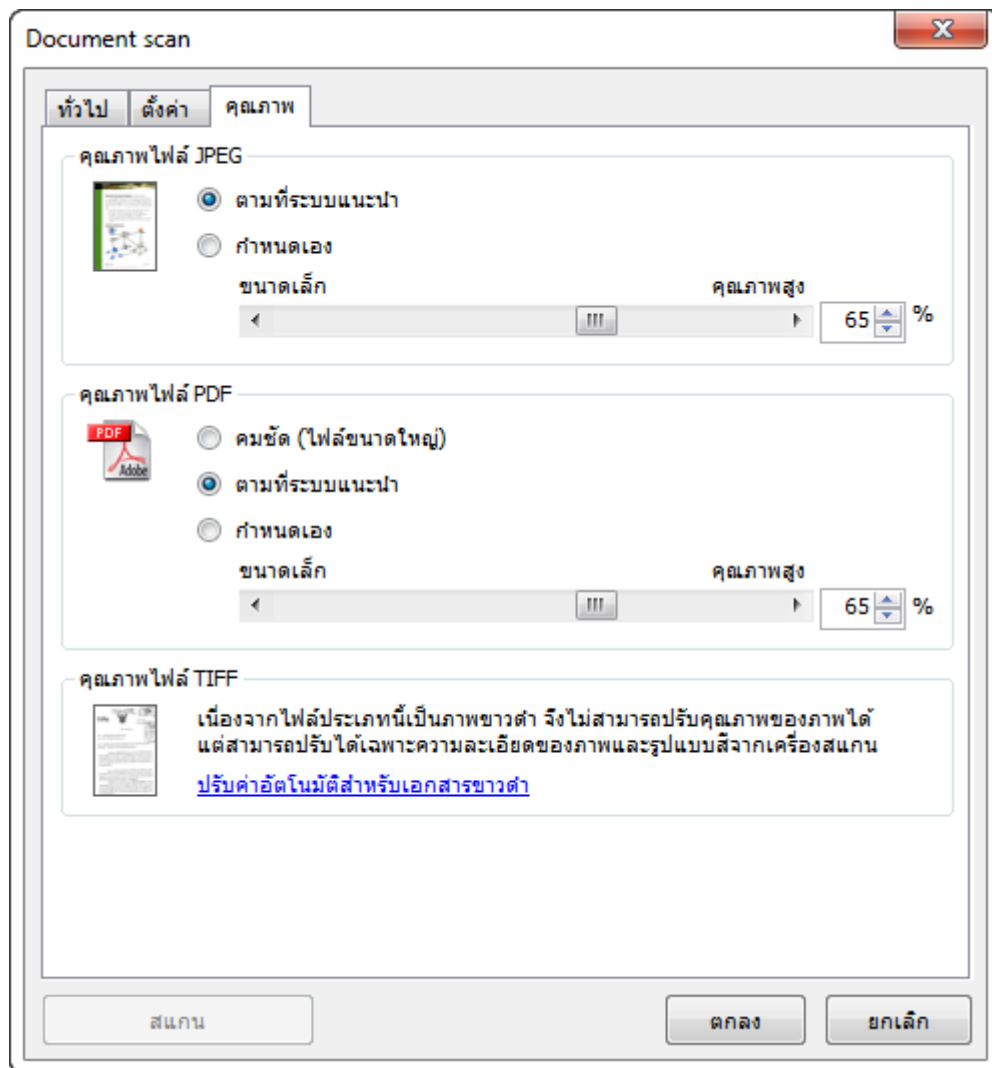 Document scan
ทั่วไป ตั้งค่า คุณภาพ
คุณภาพไฟล์ JPEG
ตามที่ระบบแนะนำ
กำหนดเอง
ขนาดเล็ก คุณภาพสูง
65 %
คุณภาพไฟล์ PDF
PDF
Adobe
คมชัด (ไฟล์ขนาดใหญ่)
ตามที่ระบบแนะนำ
กำหนดเอง
ขนาดเล็ก คุณภาพสูง
65 %
คุณภาพไฟล์ TIFF
เนื่องจากไฟล์ประเภทนี้เป็นภาพขาวดำ จึงไม่สามารถปรับคุณภาพของภาพได้
แต่สามารถปรับได้เฉพาะความละเอียดของภาพและรูปแบบสีจากเครื่องสแกน
ปรับค่าอัตโนมัติสำหรับเอกสารขาวดำ
สแกน ตกลง ยกเลิก